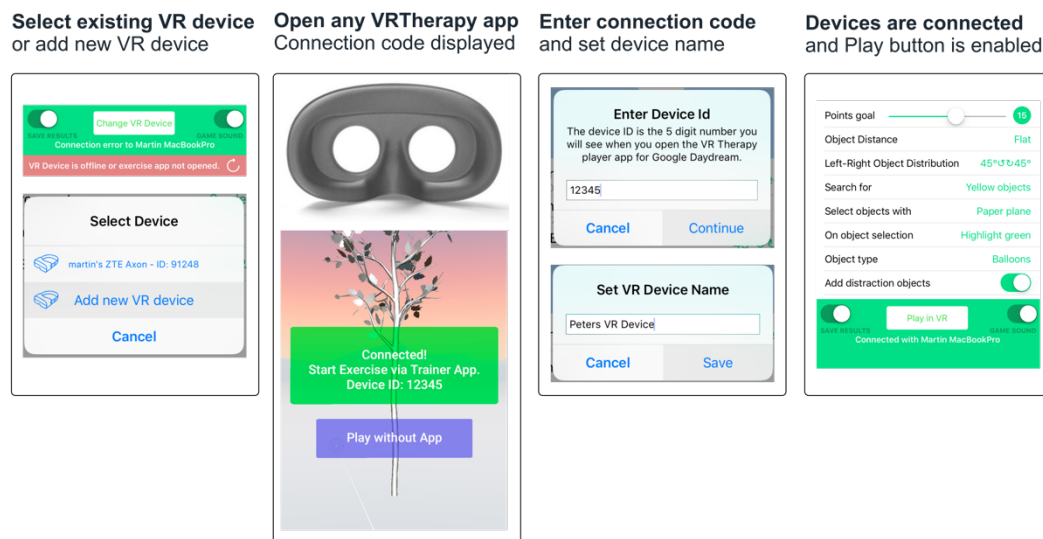 Select existing VR device
or add new VR device
Change VR Device
SAVE RESULTS
GAME SOUND
Connection error to Martin MacBookPro
VR Device is offline or exercise app not opened.
Select Device
martin's ZTE Axon - ID: 91248
Add new VR device
Cancel
Open any VRTherapy app
Connection code displayed
Connected!
Start Exercise via Trainer App.
Device ID: 12345
Play without App
Enter connection code
and set device name
Enter Device Id
The device ID is the 5 digit number you
will see when you open the VR Therapy
player app for Google Daydream.
12345
Cancel Continue
Set VR Device Name
Peters VR Device
Cancel Save
Devices are connected
and Play button is enabled
Points goal 15
Object Distance Flat
Left-Right Object Distribution 45°↺↻45°
Search for Yellow objects
Select objects with Paper plane
On object selection Highlight green
Object type Balloons
Add distraction objects
Play in VR
SAVE RESULTS
GAME SOUND
Connected with Martin MacBookPro